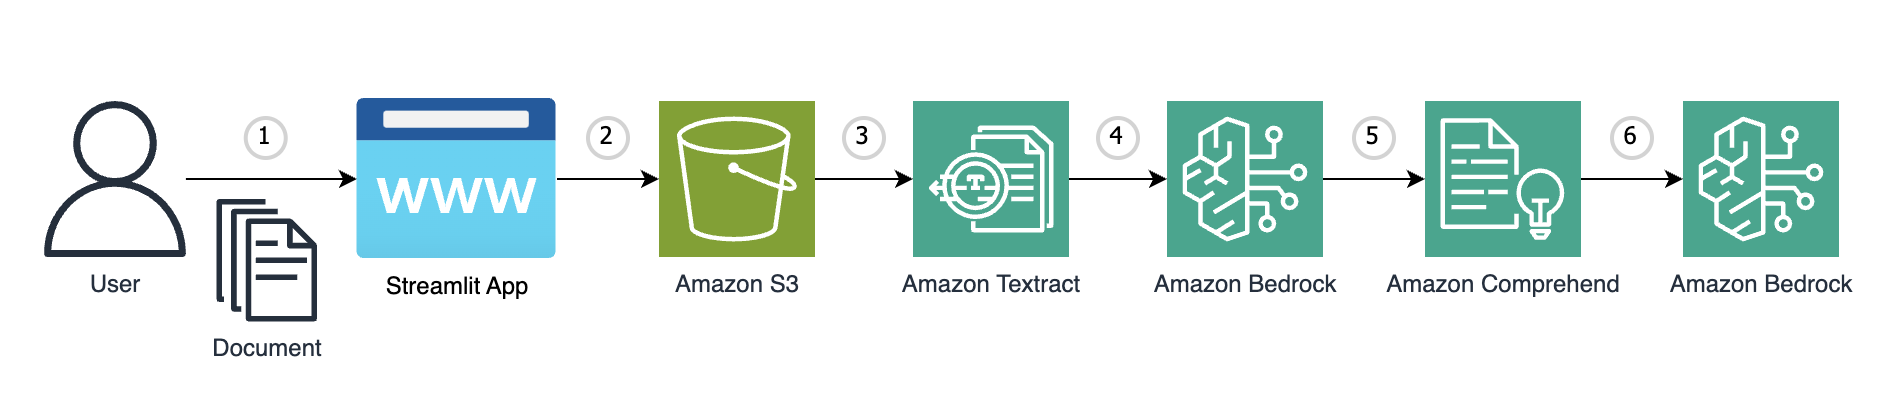 1
2
3
4
5
6
WWW
T
T
User
Streamlit App
Amazon S3
Amazon Textract
Amazon Bedrock
Amazon Comprehend
Amazon Bedrock
Document